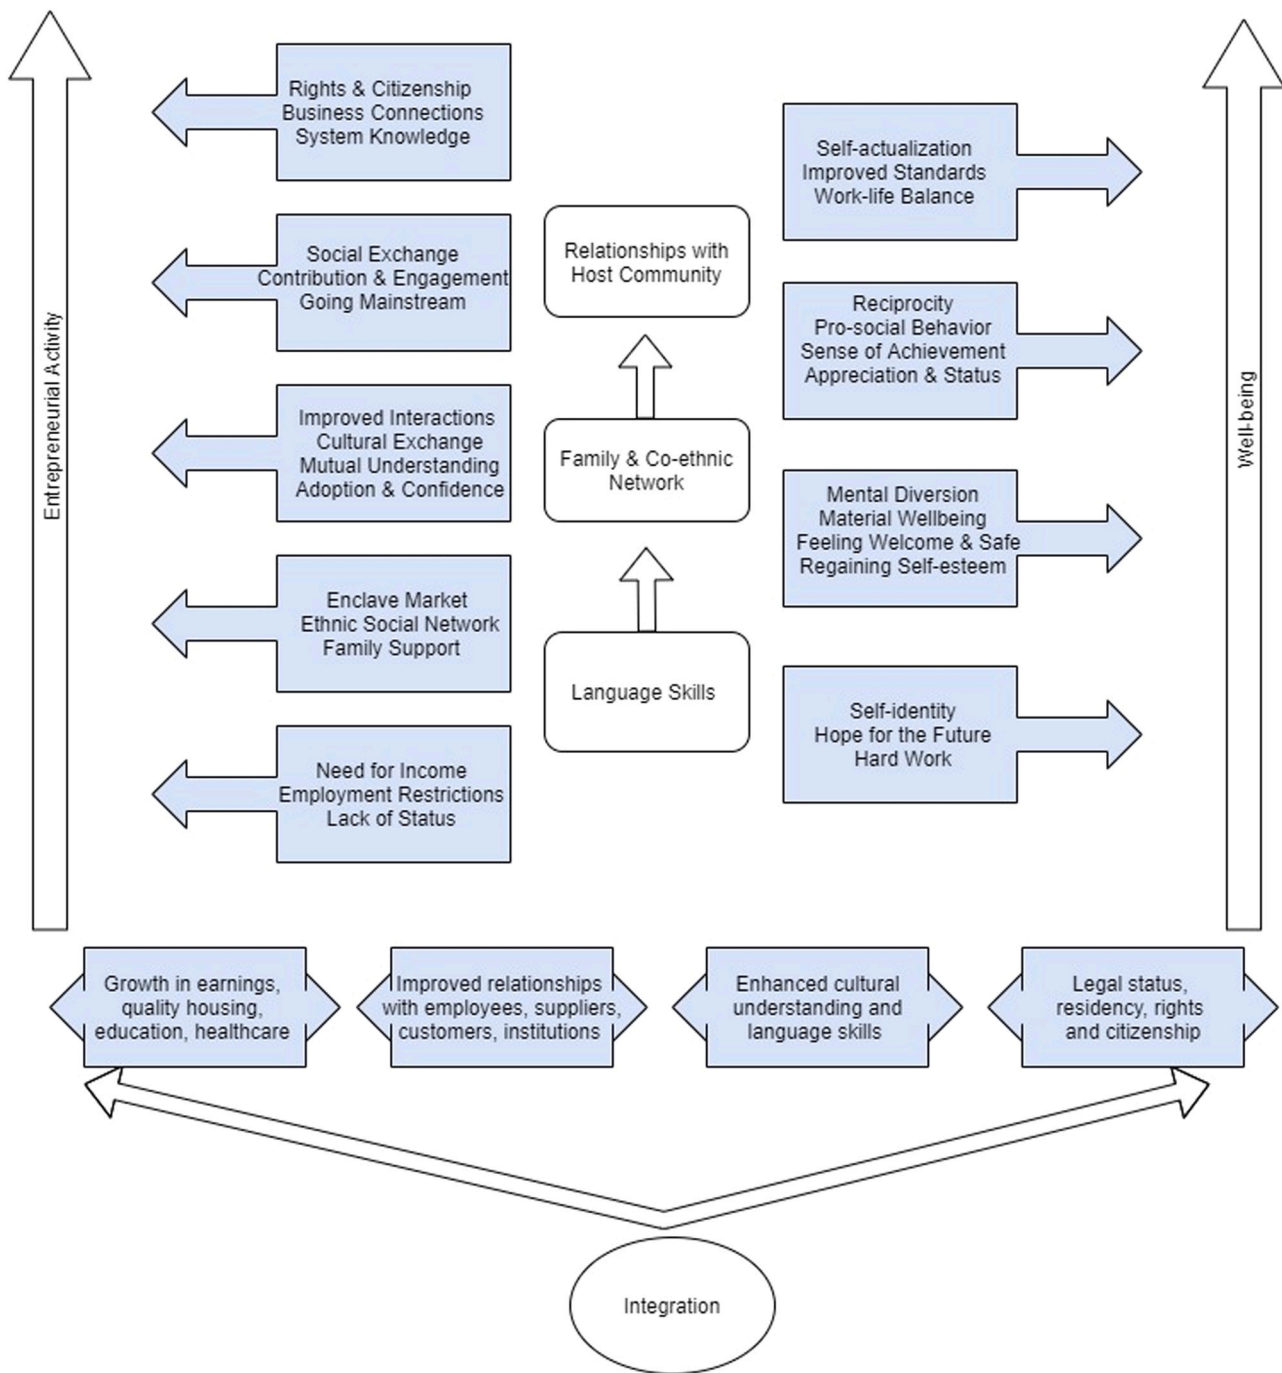 Entrepreneurial Activity
Rights & Citizenship
Business Connections
System Knowledge
Social Exchange
Contribution & Engagement
Going Mainstream
Improved Interactions
Cultural Exchange
Mutual Understanding
Adoption & Confidence
Enclave Market
Ethnic Social Network
Family Support
Need for Income
Employment Restrictions
Lack of Status
Relationships with
Host Community
Family & Co-ethnic
Network
Language Skills
Self-actualization
Improved Standards
Work-life Balance
Reciprocity
Pro-social Behavior
Sense of Achievement
Appreciation & Status
Mental Diversion
Material Wellbeing
Feeling Welcome & Safe
Regaining Self-esteem
Self-identity
Hope for the Future
Hard Work
Well-being
Growth in earnings,
quality housing,
education, healthcare
Improved relationships
with employees, suppliers,
customers, institutions
Enhanced cultural
understanding and
language skills
Legal status,
residency, rights
and citizenship
Integration